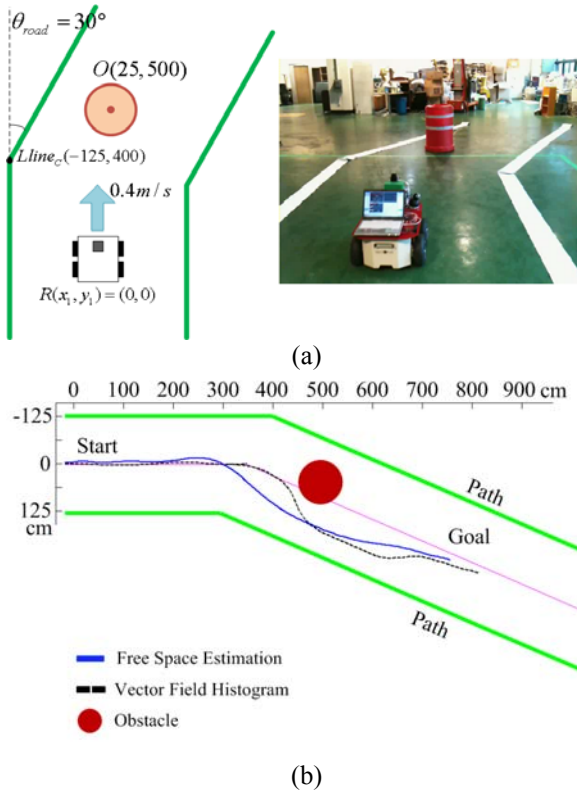 θ_road = 30°
O(25,500)
Lline_C(−125,400)
0.4m/s
R(x₁, y₁) = (0,0)
(a)
0 100 200 300 400 500 600 700 800 900 cm
-125
Start
0
Path
125
cm
Goal
Path
Free Space Estimation
Vector Field Histogram
Obstacle
(b)